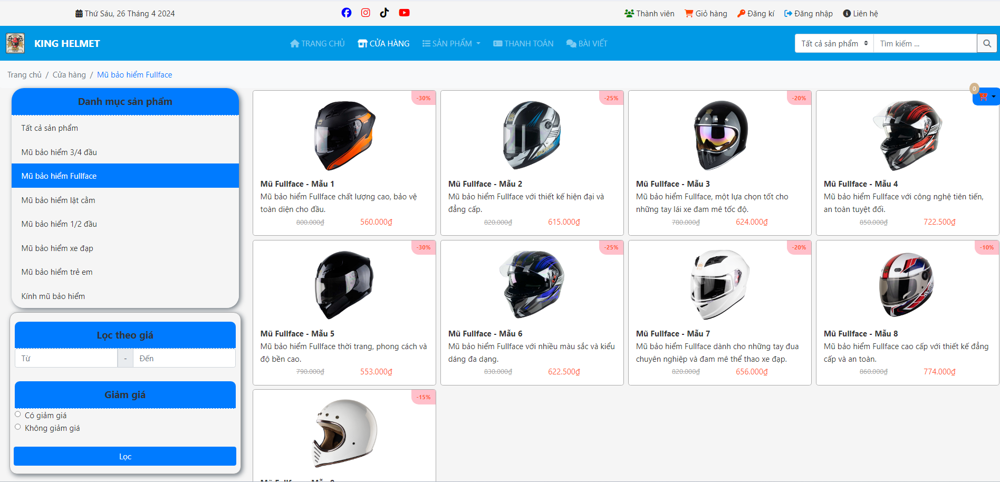 Thứ Sáu, 26 Tháng 4 2024
Thành viên Giỏ hàng Đăng kí Đăng nhập Liên hệ
KING HELMET
TRANG CHỦ CỬA HÀNG SẢN PHẨM THANH TOÁN BÀI VIẾT
Tất cả sản phẩm Tìm kiếm ...
Trang chủ / Cửa hàng / Mũ bảo hiểm Fullface
0
Danh mục sản phẩm
Tất cả sản phẩm
Mũ bảo hiểm 3/4 đầu
Mũ bảo hiểm Fullface
Mũ bảo hiểm lật cằm
Mũ bảo hiểm 1/2 đầu
Mũ bảo hiểm xe đạp
Mũ bảo hiểm trẻ em
Kính mũ bảo hiểm
Lọc theo giá
Từ - Đến
Giảm giá
Có giảm giá
Không giảm giá
Lọc
-30%
Mũ Fullface - Mẫu 1
Mũ bảo hiểm Fullface chất lượng cao, bảo vệ
toàn diện cho đầu.
800.000₫ 560.000₫
-25%
Mũ Fullface - Mẫu 2
Mũ bảo hiểm Fullface với thiết kế hiện đại và
đẳng cấp.
820.000₫ 615.000₫
-20%
Mũ Fullface - Mẫu 3
Mũ bảo hiểm Fullface, một lựa chọn tốt cho
những tay lái xe đam mê tốc độ.
780.000₫ 624.000₫
Mũ Fullface - Mẫu 4
Mũ bảo hiểm Fullface với công nghệ tiên tiến,
an toàn tuyệt đối.
850.000₫ 722.500₫
-30%
Mũ Fullface - Mẫu 5
Mũ bảo hiểm Fullface thời trang, phong cách và
độ bền cao.
790.000₫ 553.000₫
-25%
Mũ Fullface - Mẫu 6
Mũ bảo hiểm Fullface với nhiều màu sắc và kiểu
dáng đa dạng.
830.000₫ 622.500₫
-20%
Mũ Fullface - Mẫu 7
Mũ bảo hiểm Fullface dành cho những tay đua
chuyên nghiệp và đam mê thể thao xe đạp.
820.000₫ 656.000₫
-10%
Mũ Fullface - Mẫu 8
Mũ bảo hiểm Fullface cao cấp với thiết kế đẳng
cấp và an toàn.
860.000₫ 774.000₫
-15%
Mũ Fullface - Mẫu 9